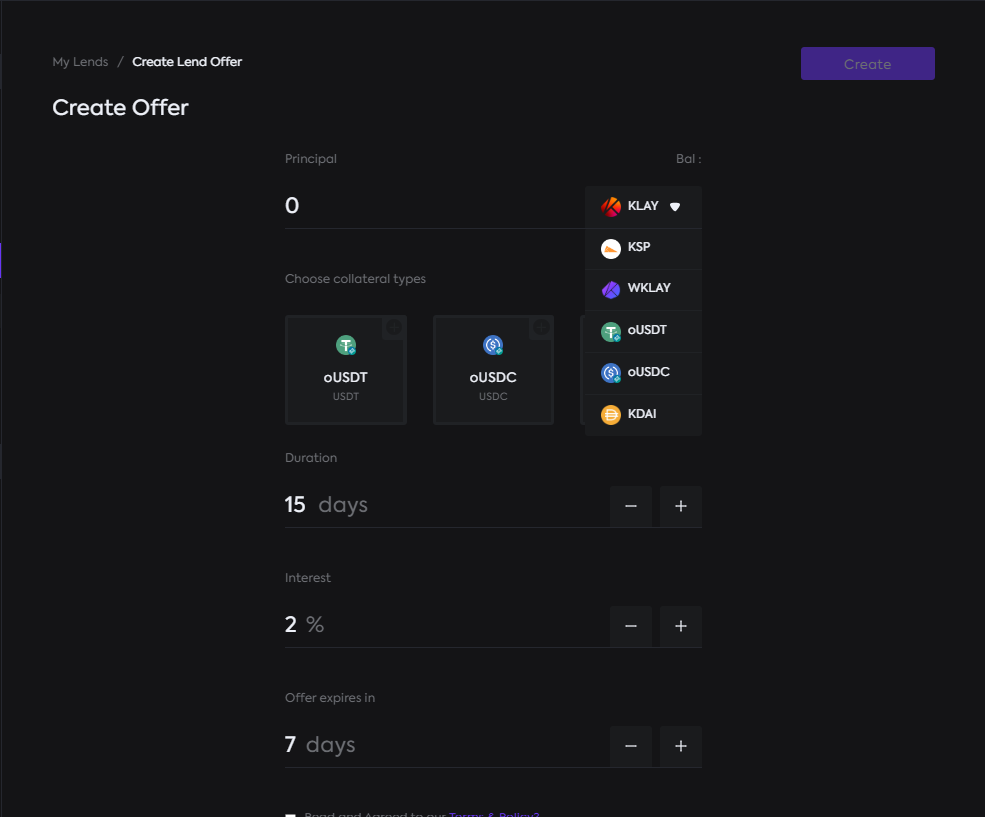 My Lends / Create Lend Offer
Create
Create Offer
Principal
Bal :
0
KLAY
KSP
WKLAY
oUSDT
oUSDC
KDAI
Choose collateral types
oUSDT
USDT
oUSDC
USDC
Duration
15 days
− +
Interest
2 %
− +
Offer expires in
7 days
− +
Read and Agreed to our Terms & Policy?